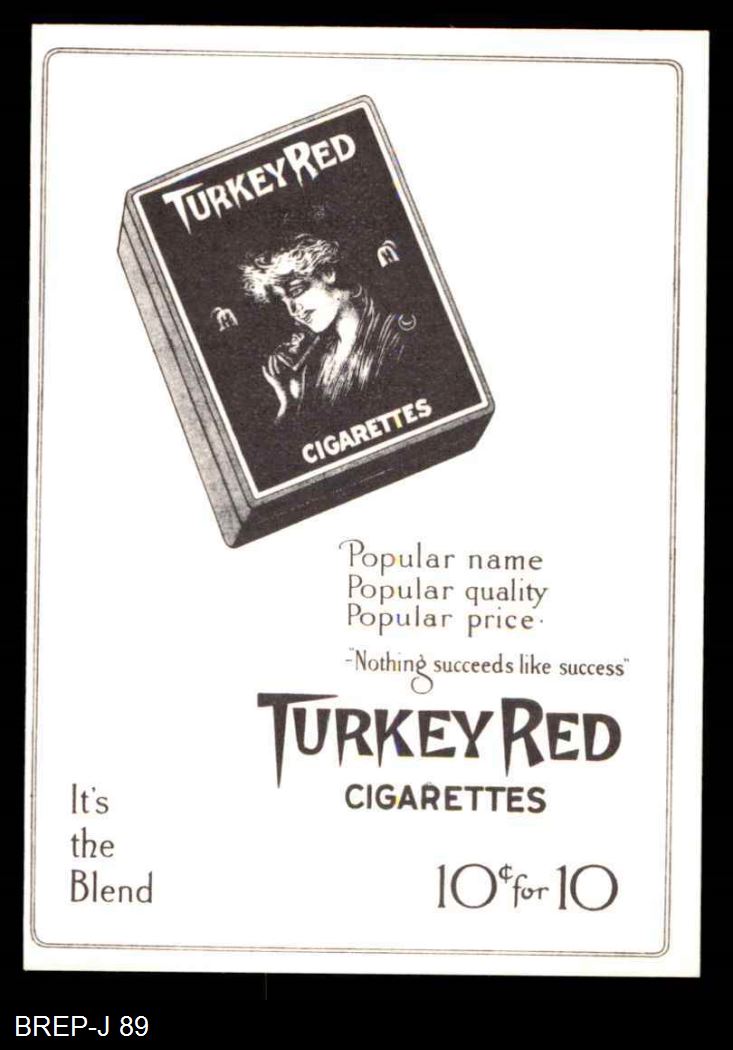 TURKEY RED
CIGARETTES
Popular name
Popular quality
Popular price.
-"Nothing succeeds like success"
TURKEY RED
CIGARETTES
It's
the
Blend
10¢ for 10
BREP-J 89